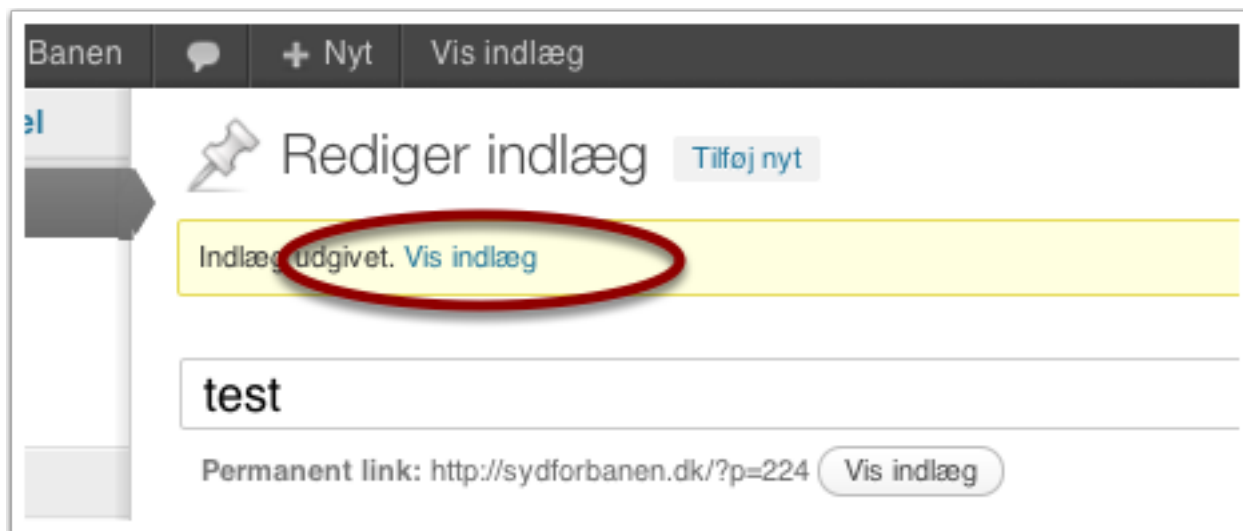 Banen + Nyt Vis indlæg
el
Rediger indlæg Tilføj nyt
Indlæg udgivet. Vis indlæg
test
Permanent link: http://sydforbanen.dk/?p=224 Vis indlæg